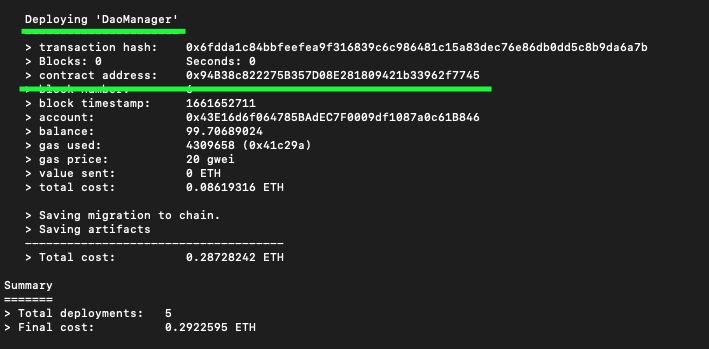 Deploying 'DaoManager'
> transaction hash:    0x6fdda1c84bbfeefea9f316839c6c986481c15a83dec76e86db0dd5c8b9da6a7b
> Blocks: 0            Seconds: 0
> contract address:    0x94B38c822275B357D08E281809421b33962f7745
> block number:        6
> block timestamp:     1661652711
> account:             0x43E16d6f064785BAdEC7F0009df1087a0c61B846
> balance:             99.70689024
> gas used:            4309658 (0x41c29a)
> gas price:           20 gwei
> value sent:          0 ETH
> total cost:          0.08619316 ETH
> Saving migration to chain.
> Saving artifacts
-------------------------------------
> Total cost:          0.28728242 ETH
Summary
=======
> Total deployments:   5
> Final cost:          0.2922595 ETH